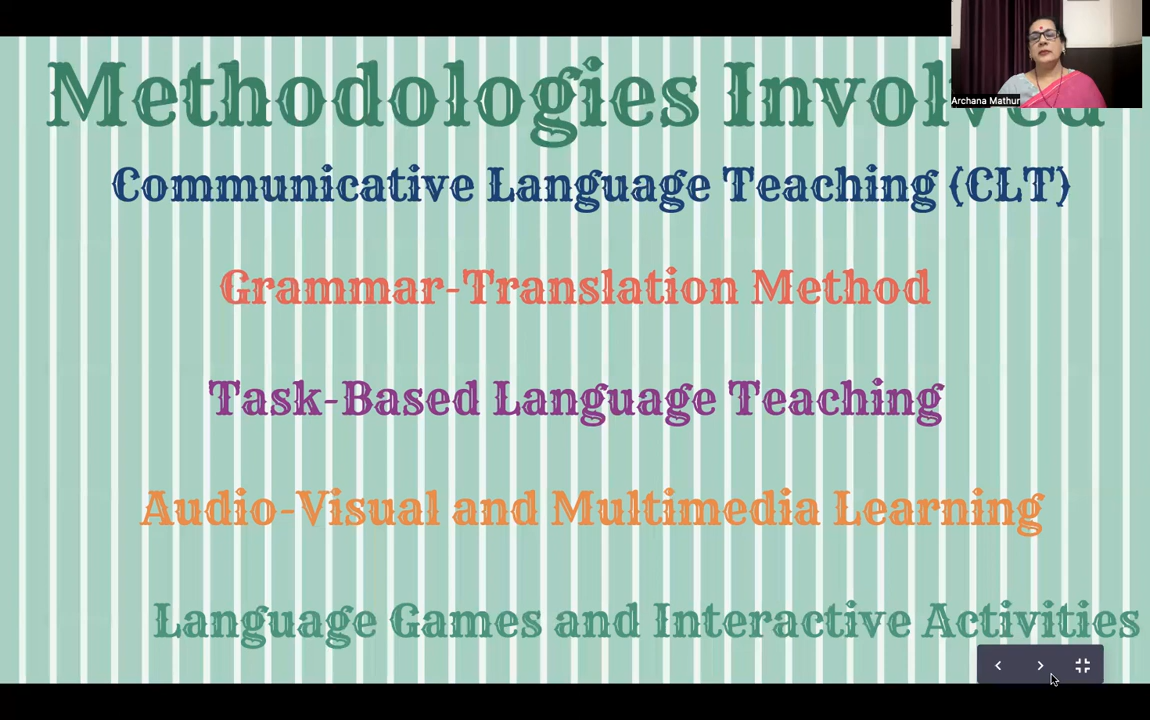 Methodologies Involved
Archana Mathur
Communicative Language Teaching (CLT)
Grammar-Translation Method
Task-Based Language Teaching
Audio-Visual and Multimedia Learning
Language Games and Interactive Activities